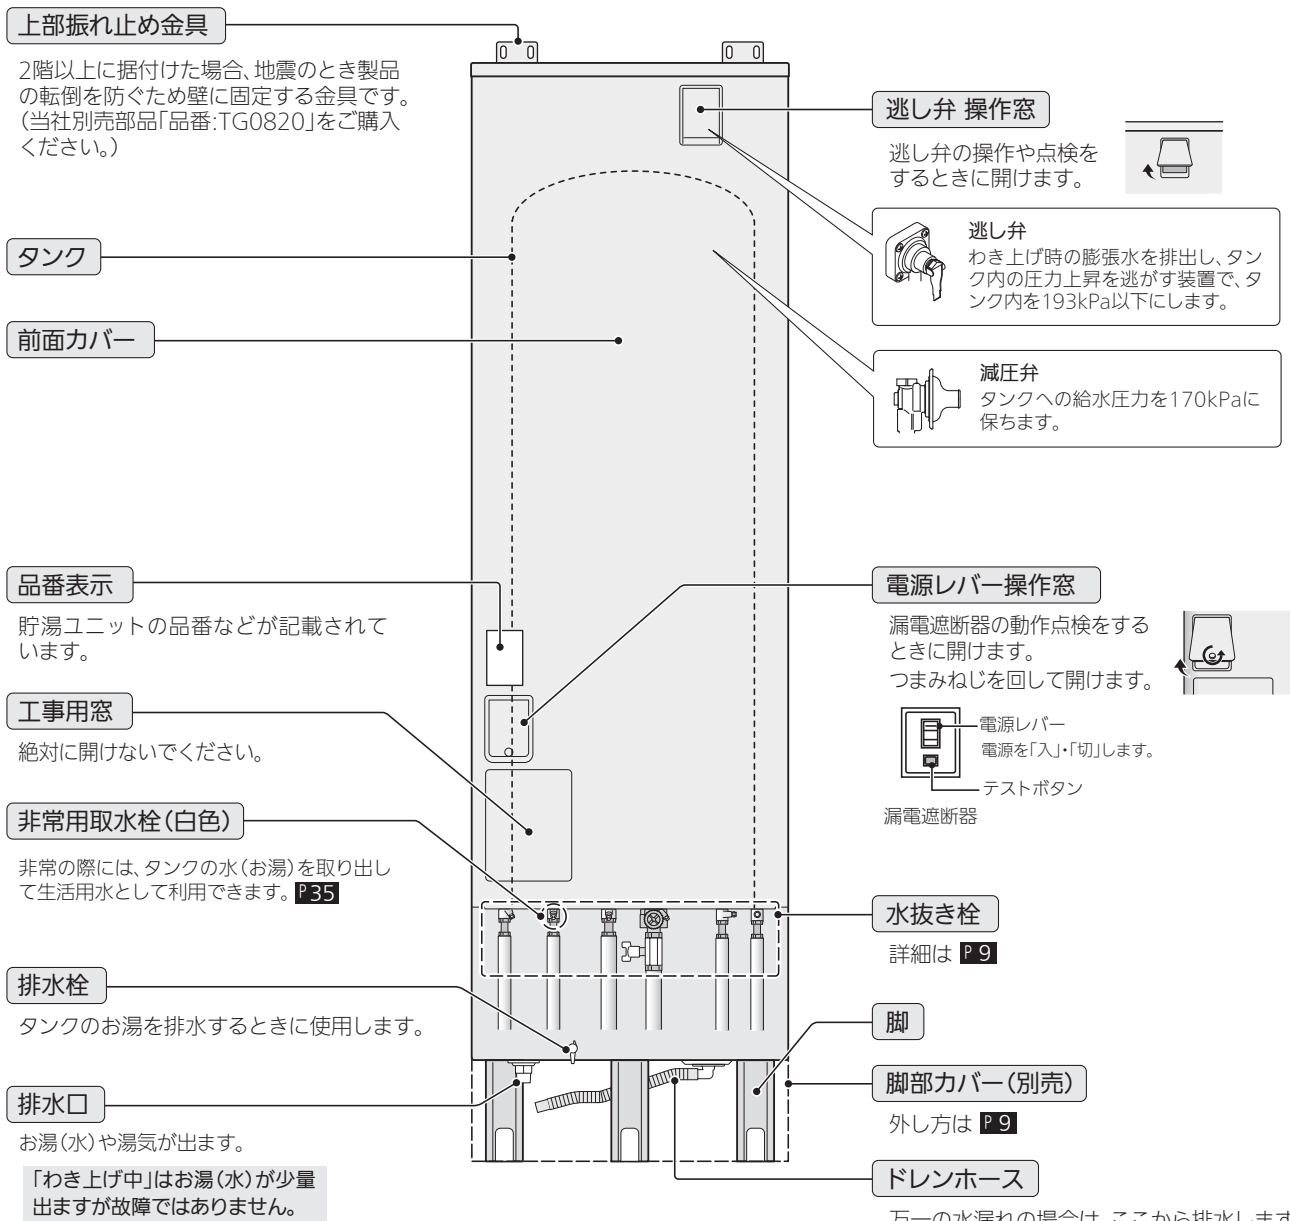 上部振れ止め金具
2階以上に据付けた場合、地震のとき製品
の転倒を防ぐため壁に固定する金具です。
(当社別売部品「品番:TG0820」をご購入
ください。)
タンク
前面カバー
品番表示
貯湯ユニットの品番などが記載されて
います。
工事用窓
絶対に開けないでください。
非常用取水栓(白色)
非常の際には、タンクの水(お湯)を取り出し
て生活用水として利用できます。P35
排水栓
タンクのお湯を排水するときに使用します。
排水口
お湯(水)や湯気が出ます。
「わき上げ中」はお湯(水)が少量
出ますが故障ではありません。
逃し弁 操作窓
逃し弁の操作や点検を
するときに開けます。
逃し弁
わき上げ時の膨張水を排出し、タン
ク内の圧力上昇を逃がす装置で、タ
ンク内を193kPa以下にします。
減圧弁
タンクへの給水圧力を170kPaに
保ちます。
電源レバー操作窓
漏電遮断器の動作点検をする
ときに開けます。
つまみねじを回して開けます。
電源レバー
電源を「入」・「切」します。
テストボタン
漏電遮断器
水抜き栓
詳細は P9
脚
脚部カバー(別売)
外し方は P9
ドレンホース
万一の水漏れの場合は、ここから排水します